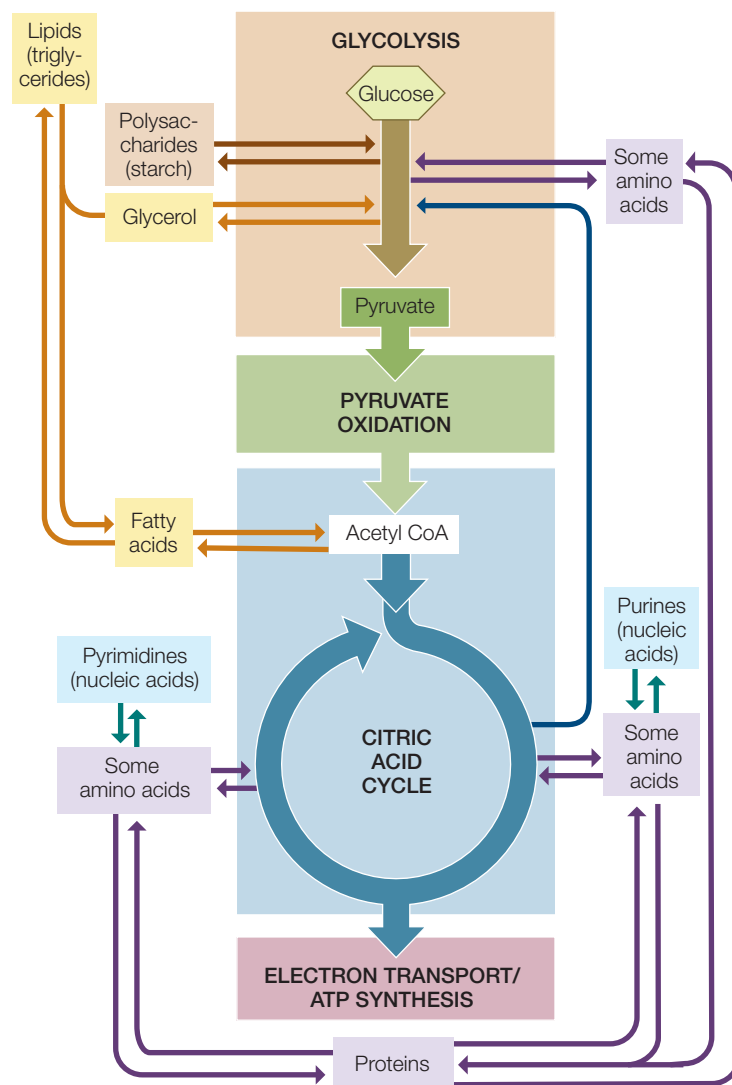 Lipids
(trigly-
cerides)
GLYCOLYSIS
Glucose
Polysac-
charides
(starch)
Some
amino
acids
Glycerol
Pyruvate
PYRUVATE
OXIDATION
Fatty
acids
Acetyl CoA
Purines
(nucleic
acids)
Pyrimidines
(nucleic acids)
Some
amino acids
CITRIC
ACID
CYCLE
Some
amino
acids
ELECTRON TRANSPORT/
ATP SYNTHESIS
Proteins